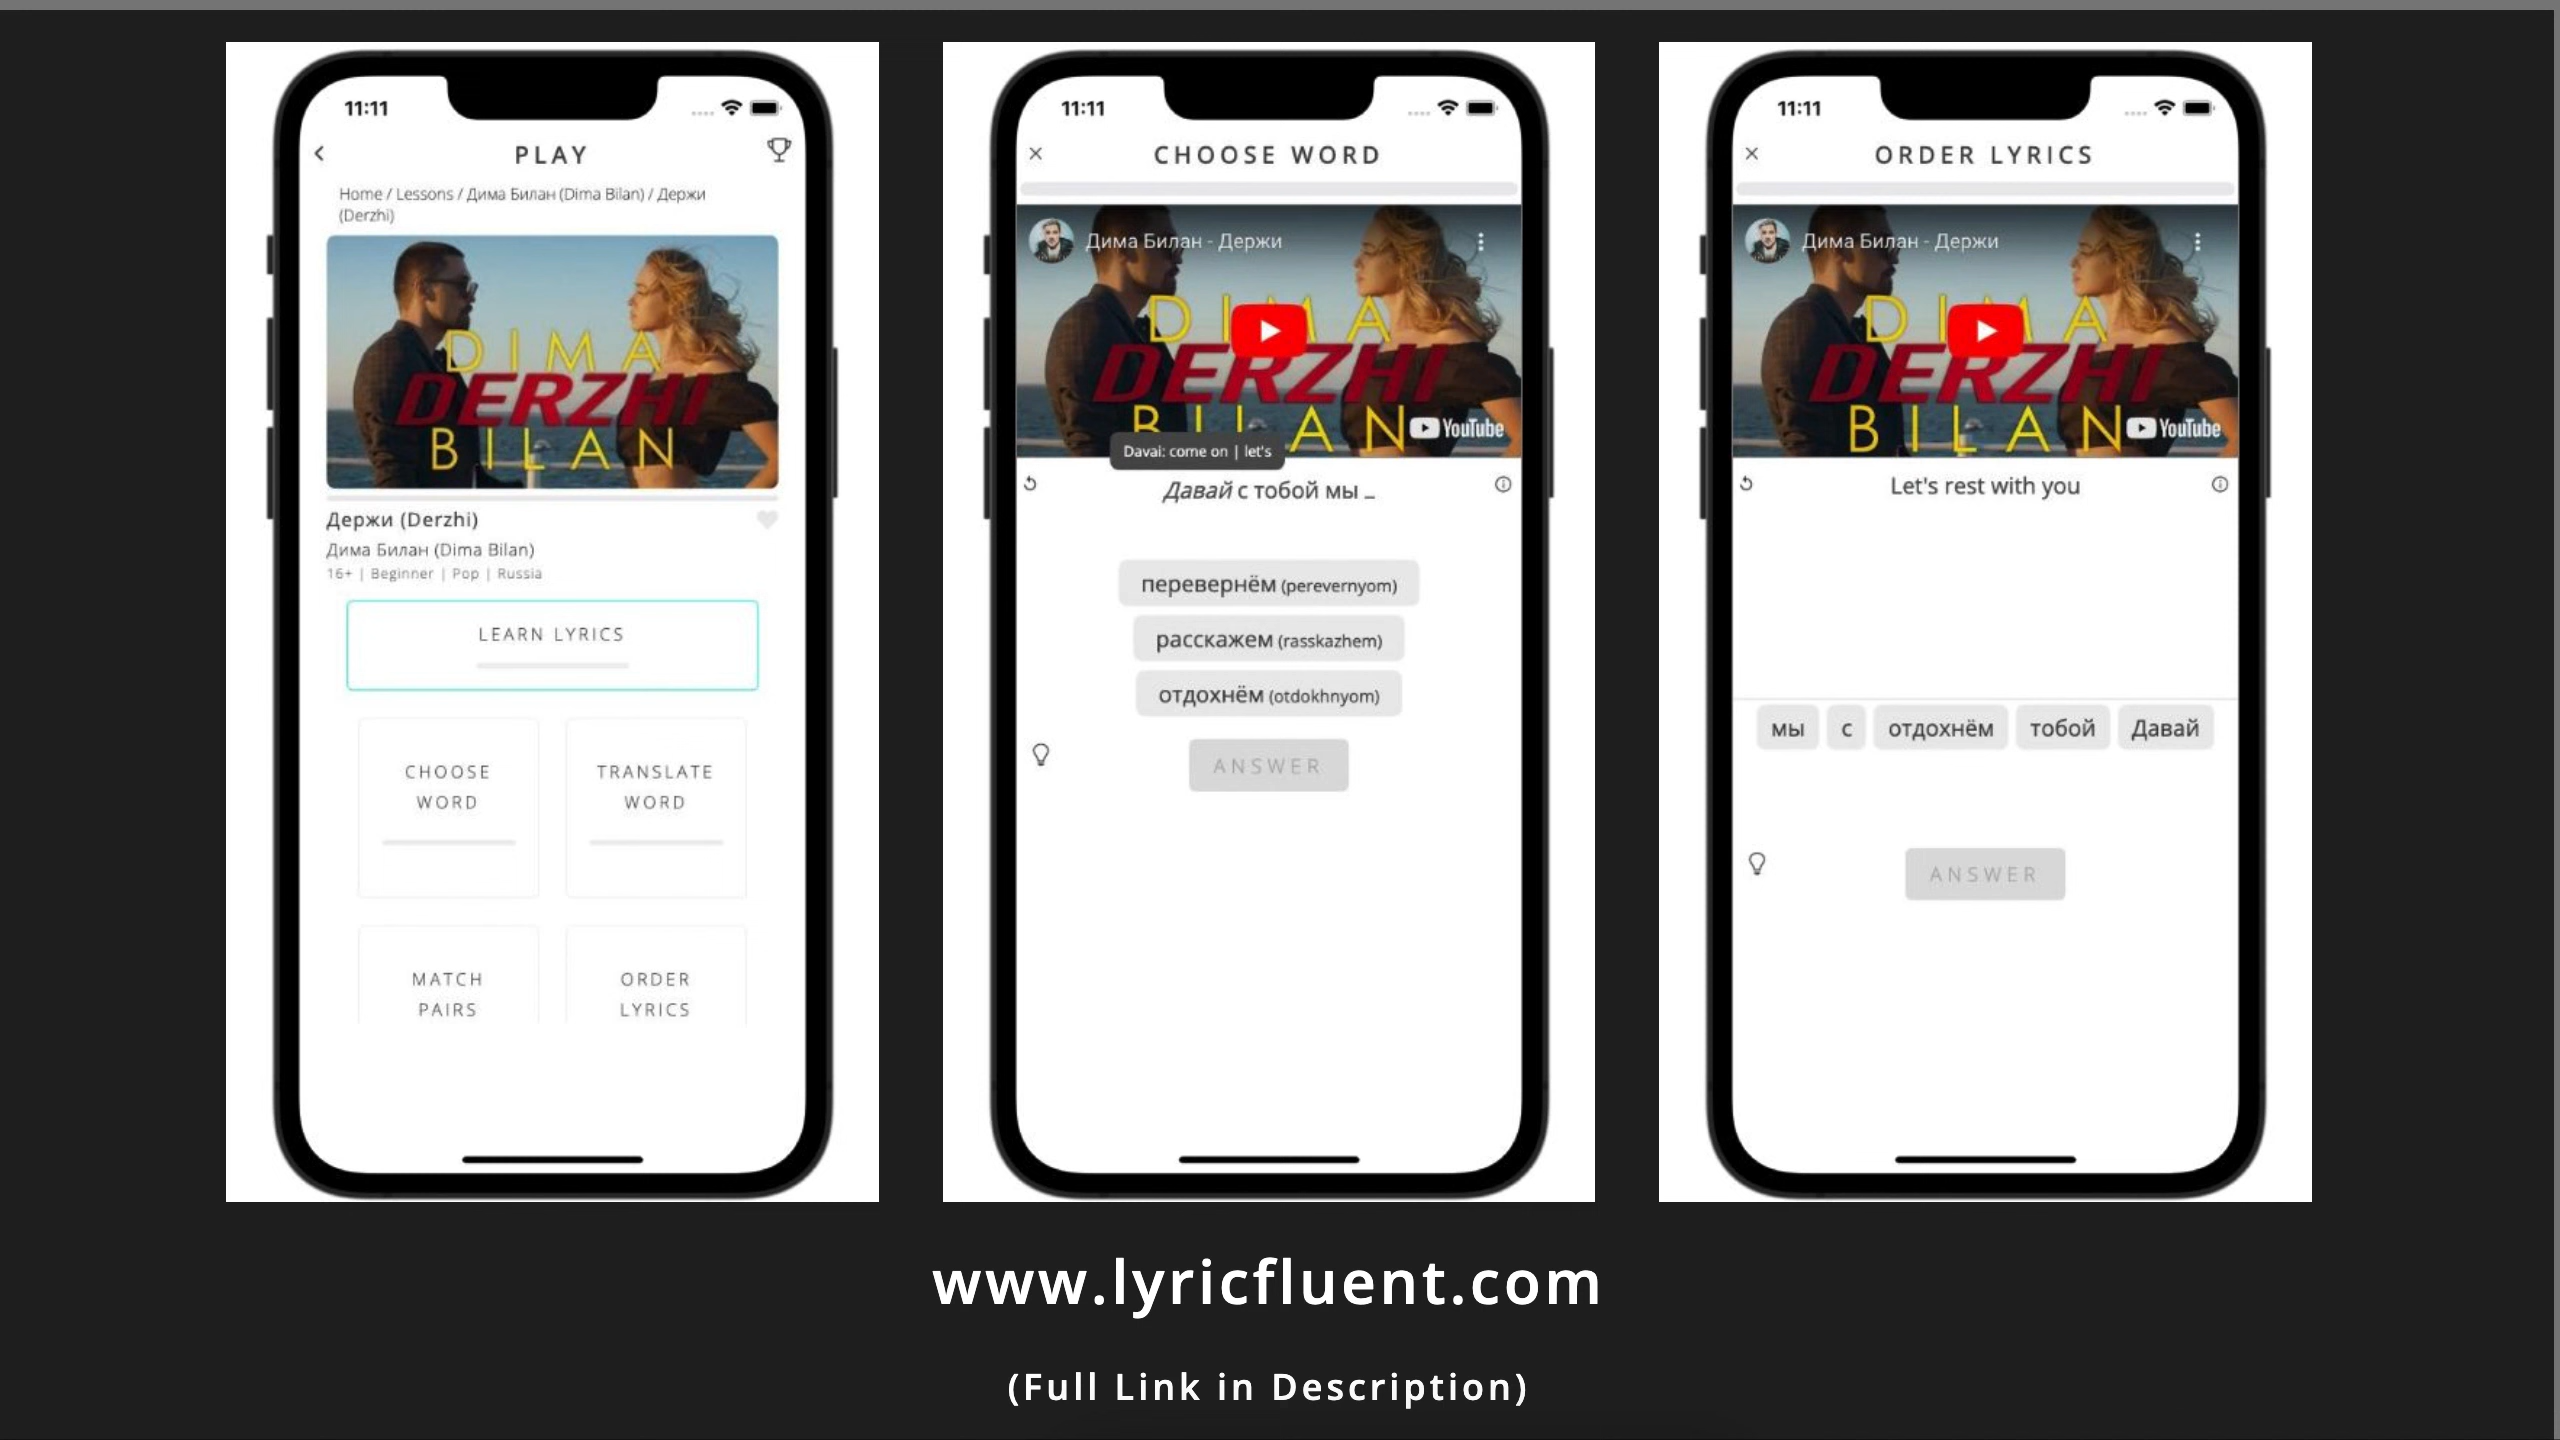 11:11
PLAY
Home / Lessons / Дима Билан (Dima Bilan) / Держи
(Derzhi)
DIMA
DERZHI
BILAN
Держи (Derzhi)
Дима Билан (Dima Bilan)
16+ | Beginner | Pop | Russia
LEARN LYRICS
CHOOSE
WORD
TRANSLATE
WORD
MATCH
PAIRS
ORDER
LYRICS
11:11
CHOOSE WORD
Дима Билан - Держи
DIMA
DERZHI
BILAN
YouTube
Davai: come on | let's
Давай с тобой мы _
перевернём (perevernyom)
расскажем (rasskazhem)
отдохнём (otdokhnyom)
ANSWER
11:11
ORDER LYRICS
Дима Билан - Держи
DIMA
DERZHI
BILAN
YouTube
Let's rest with you
мы с отдохнём тобой Давай
ANSWER
www.lyricfluent.com
(Full Link in Description)